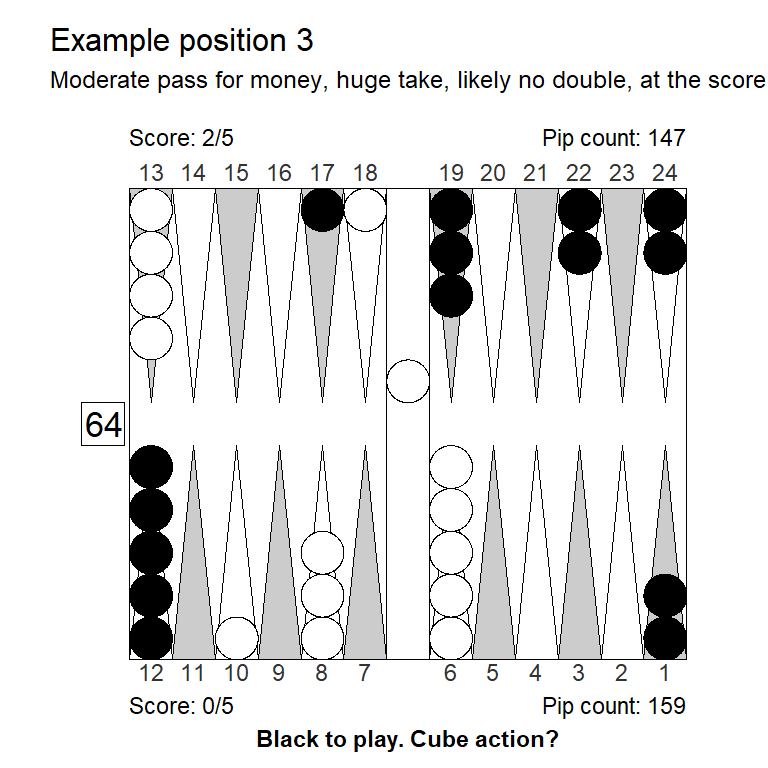 Example position 3
Moderate pass for money, huge take, likely no double, at the score
Score: 2/5 Pip count: 147
13 14 15 16 17 18 19 20 21 22 23 24
64
12 11 10 9 8 7 6 5 4 3 2 1
Score: 0/5 Pip count: 159
Black to play. Cube action?